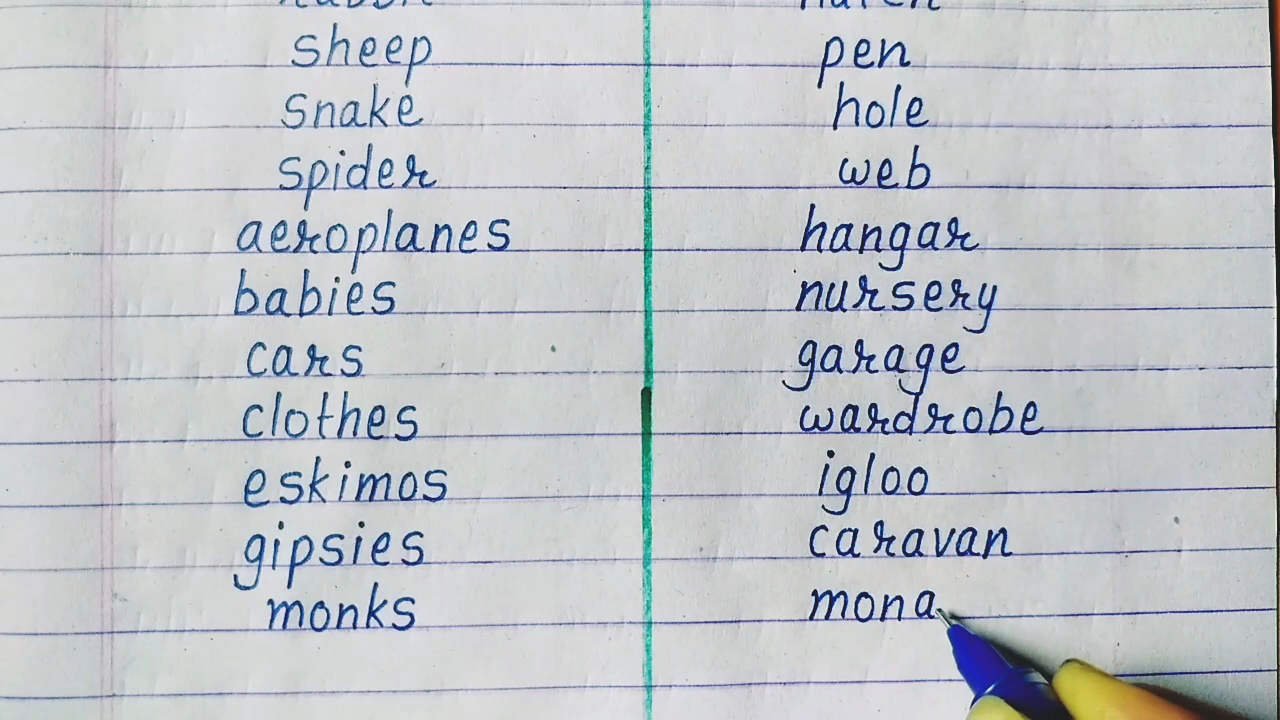 sheep pen
snake hole
spider web
aeroplanes hangar
babies nursery
cars garage
clothes wardrobe
eskimos igloo
gipsies caravan
monks mona